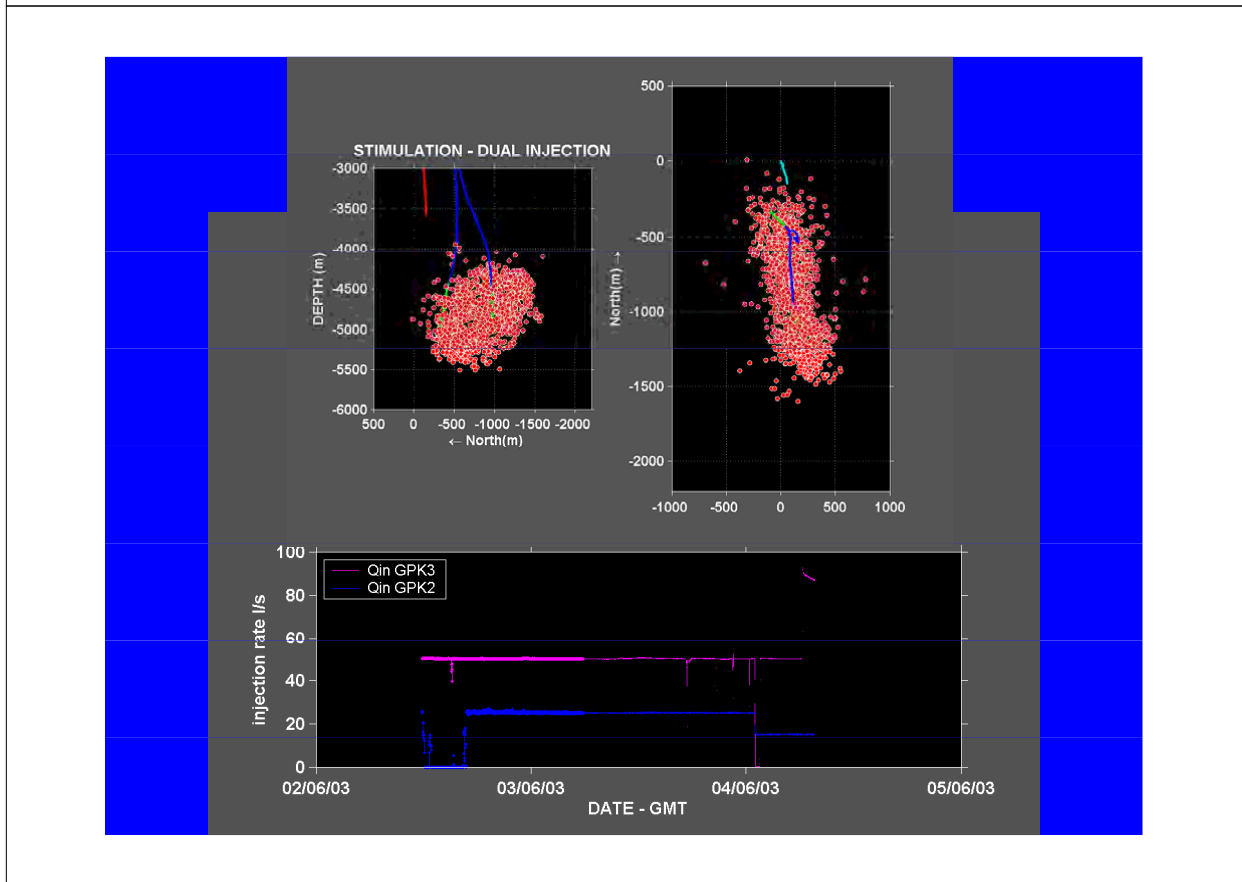 STIMULATION - DUAL INJECTION
-3000
-3500
-4000
-4500
-5000
-5500
-6000
DEPTH (m)
500 0 -500 -1000 -1500 -2000
← North(m)
500
0
-500
-1000
-1500
-2000
North(m) →
-1000 -500 0 500 1000
100
80
60
40
20
0
injection rate l/s
Qin GPK3
Qin GPK2
02/06/03 03/06/03 04/06/03 05/06/03
DATE - GMT